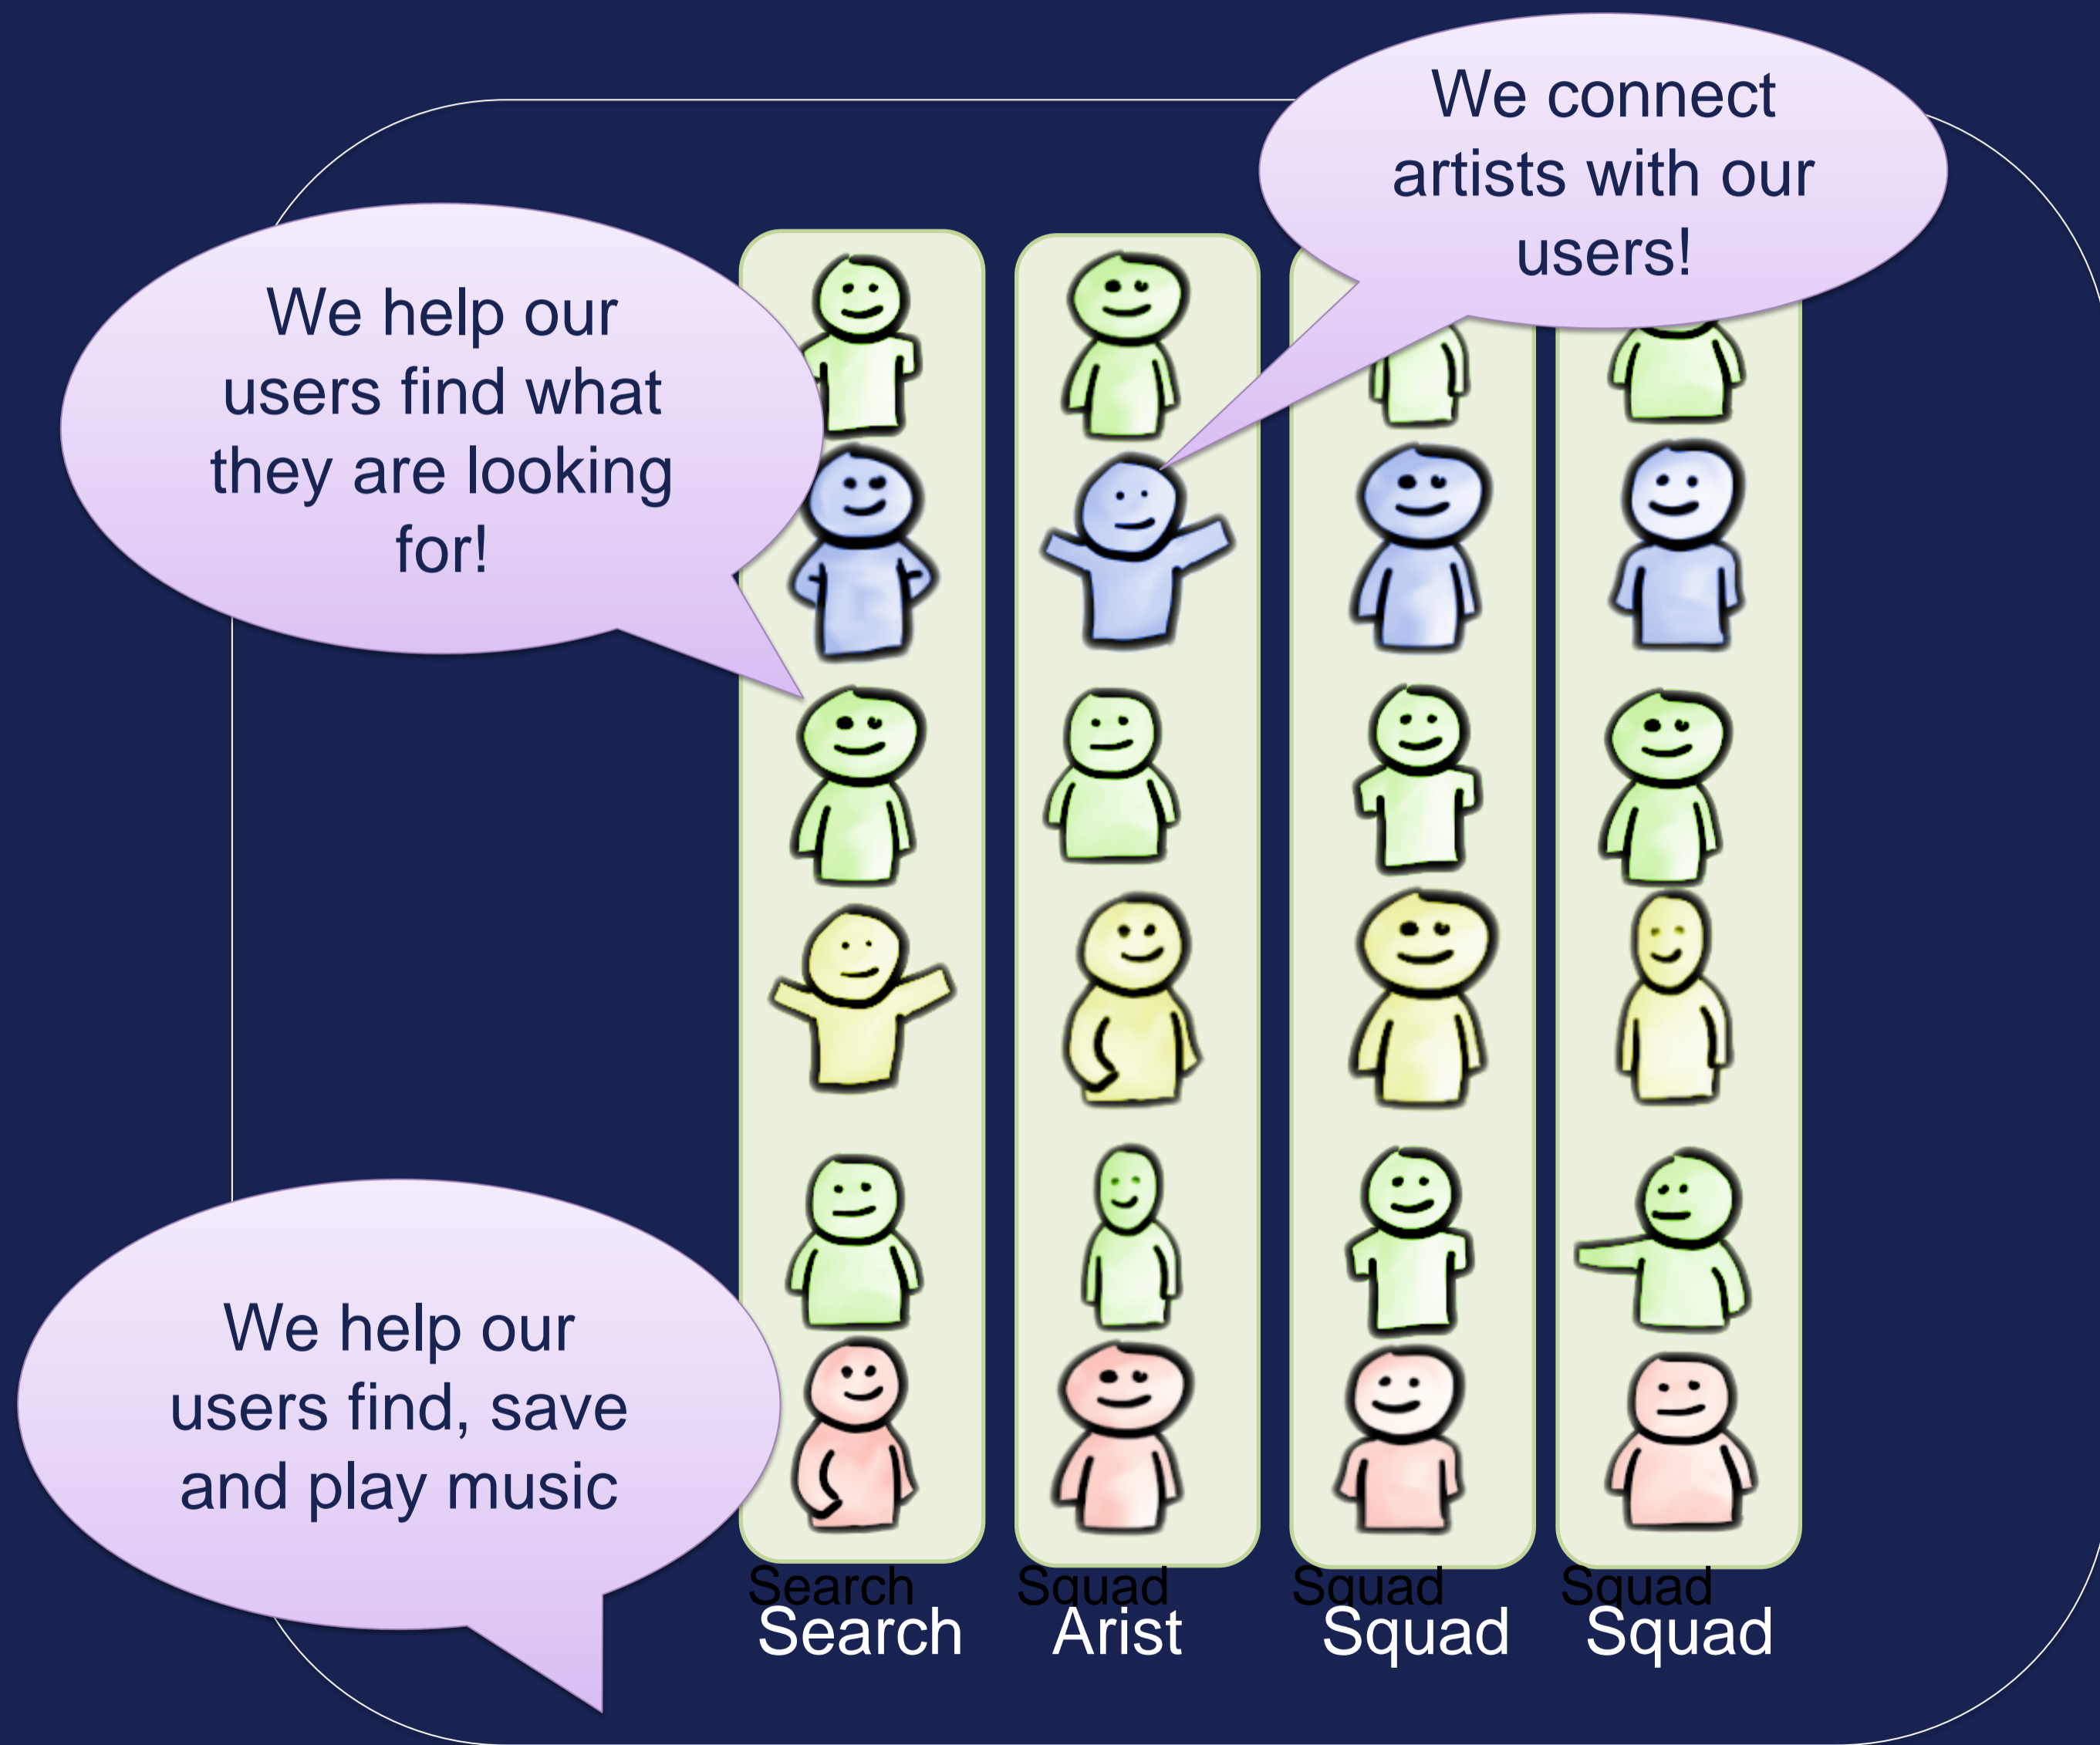 We connect
artists with our
users!
We help our
users find what
they are looking
for!
We help our
users find, save
and play music
Search Squad Squad Squad
Search Arist Squad Squad